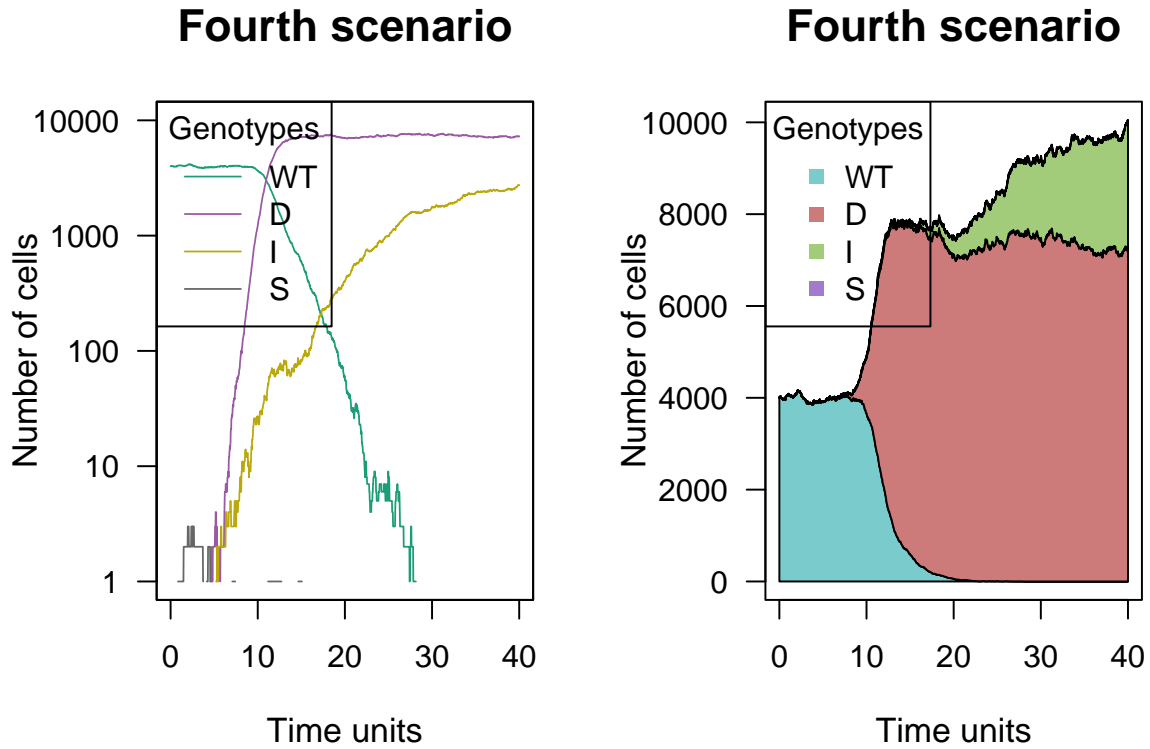 Fourth scenario
Number of cells
10000
1000
100
10
1
Genotypes
WT
D
I
S
0 10 20 30 40
Time units
Fourth scenario
Number of cells
10000
8000
6000
4000
2000
0
Genotypes
WT
D
I
S
0 10 20 30 40
Time units